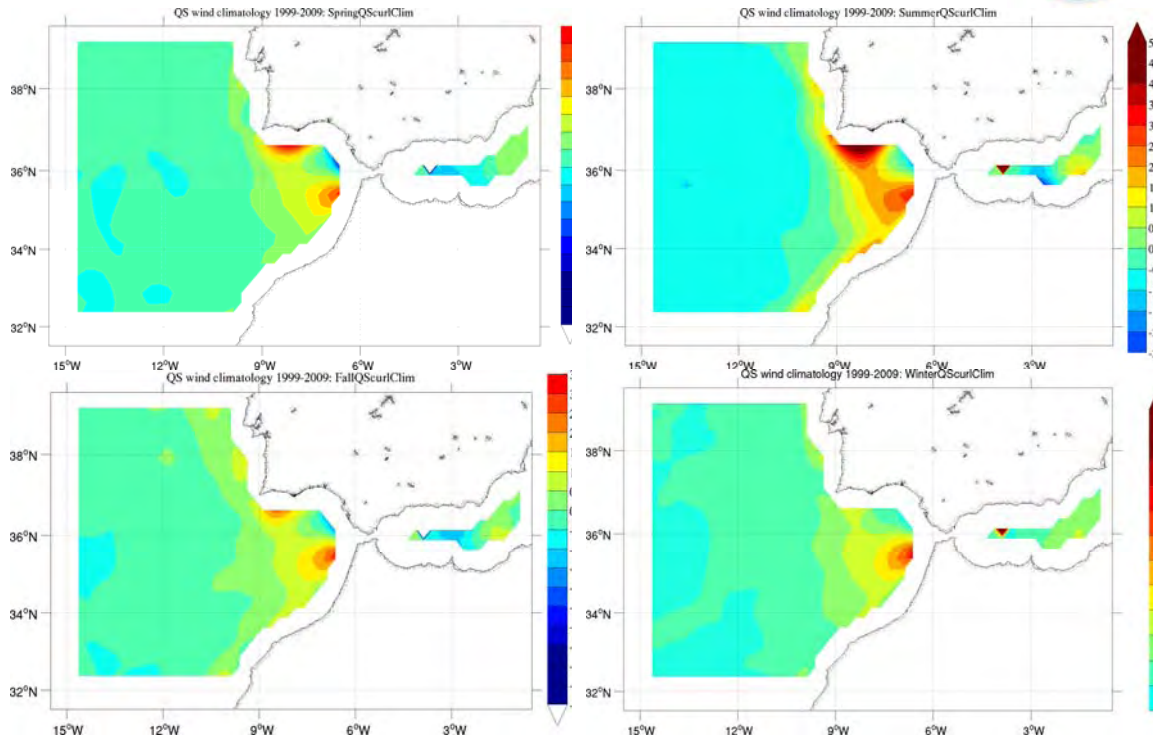 QS wind climatology 1999-2009: SpringQScurlClim
38°N
36°N
34°N
32°N
15°W 12°W 9°W 6°W 3°W
QS wind climatology 1999-2009: SummerQScurlClim
38°N
36°N
34°N
32°N
15°W 12°W 9°W 6°W 3°W
QS wind climatology 1999-2009: FallQScurlClim
38°N
36°N
34°N
32°N
15°W 12°W 9°W 6°W 3°W
QS wind climatology 1999-2009: WinterQScurlClim
38°N
36°N
34°N
32°N
15°W 12°W 9°W 6°W 3°W